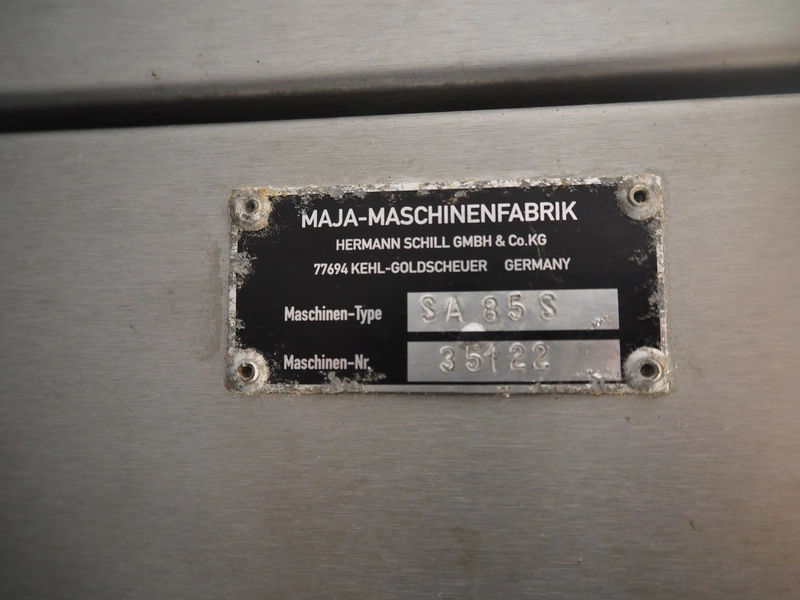 MAJA-MASCHINENFABRIK
HERMANN SCHILL GMBH & Co.KG
77694 KEHL-GOLDSCHEUER GERMANY
Maschinen-Type SA 85 S
Maschinen-Nr. 35122